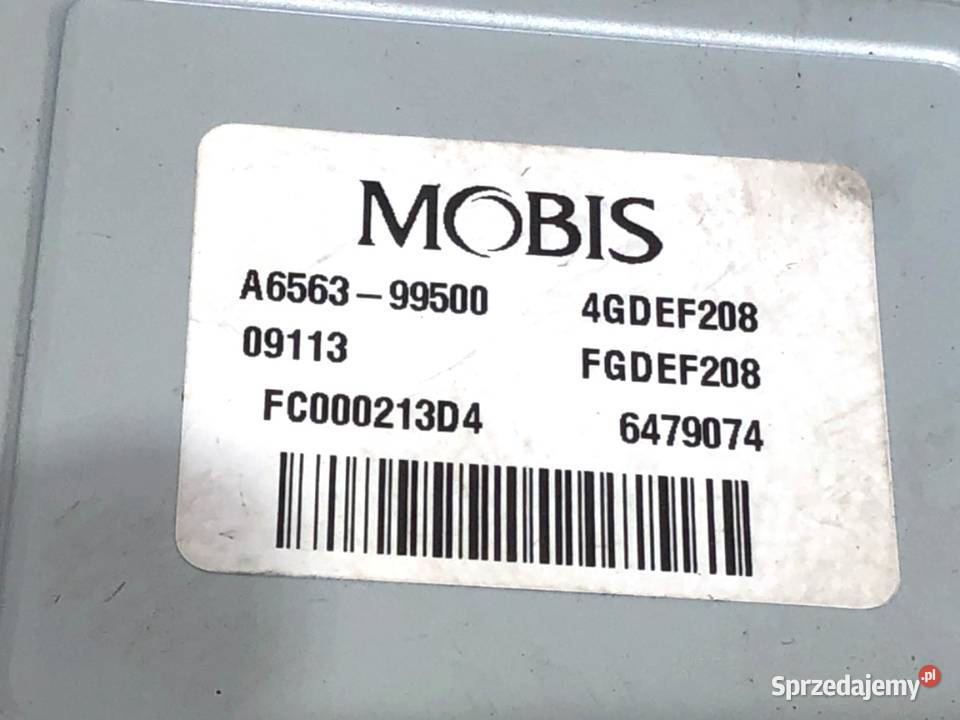 MOBIS
A6563-99500 4GDEF208
09113 FGDEF208
FC000213D4 6479074
Sprzedajemy.pl